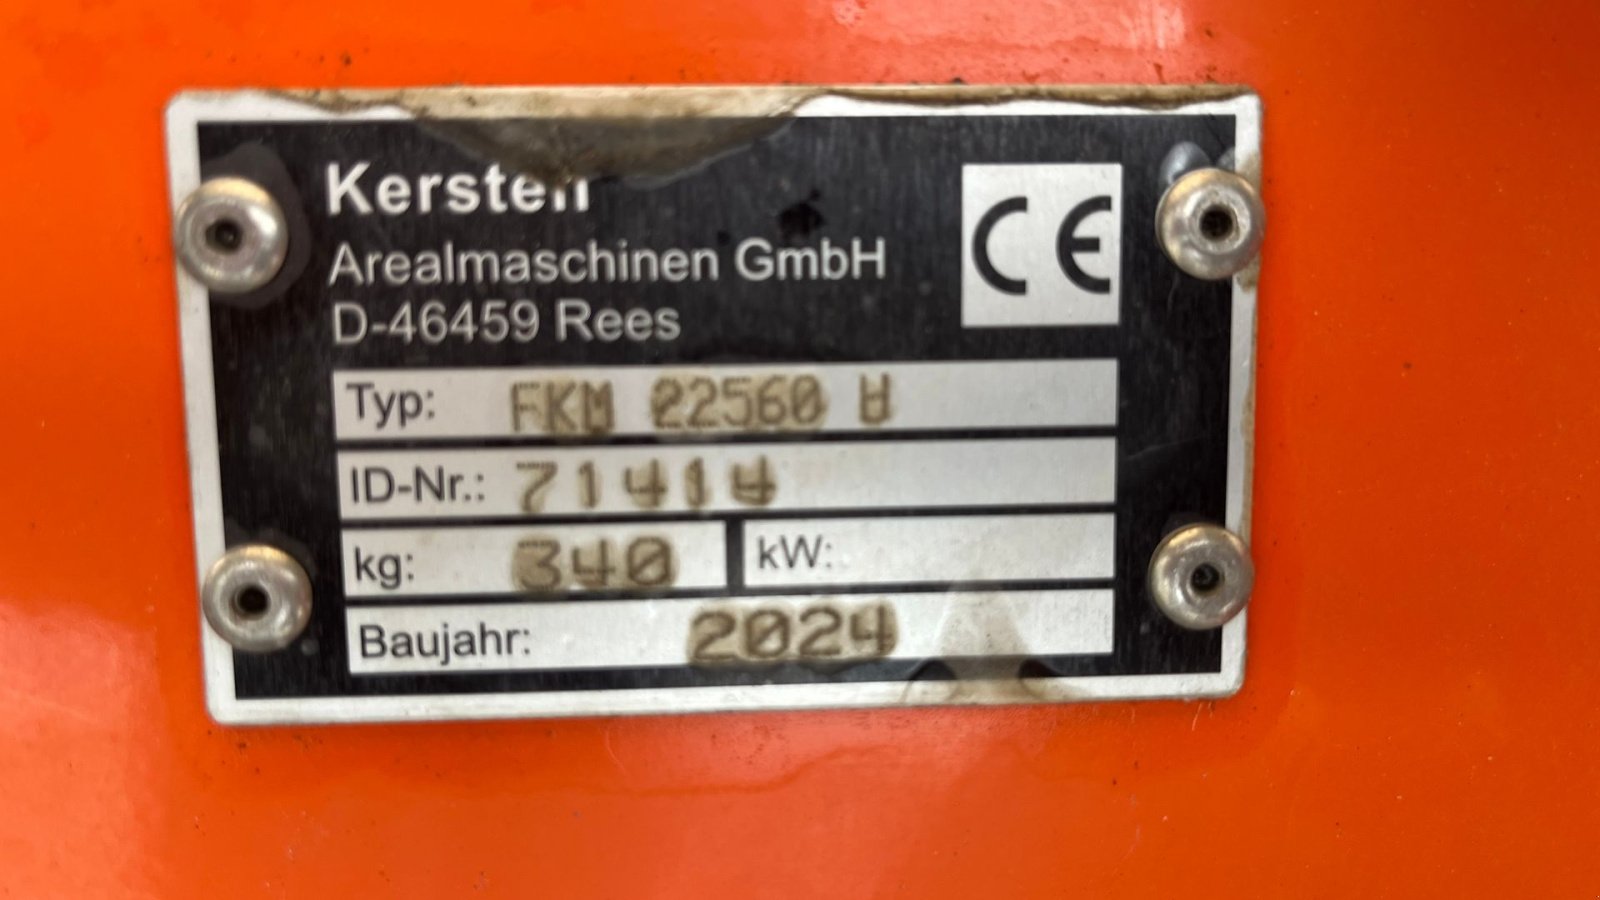 Kersten
Arealmaschinen GmbH
D-46459 Rees
CE
Typ: FKM 22560
ID-Nr.: 71414
kg: 340
kW:
Baujahr: 2024